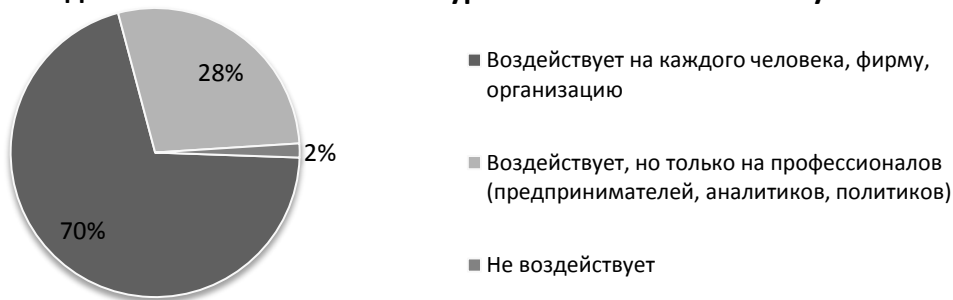 28%
2%
70%
Воздействует на каждого человека, фирму,
организацию
Воздействует, но только на профессионалов
(предпринимателей, аналитиков, политиков)
Не воздействует